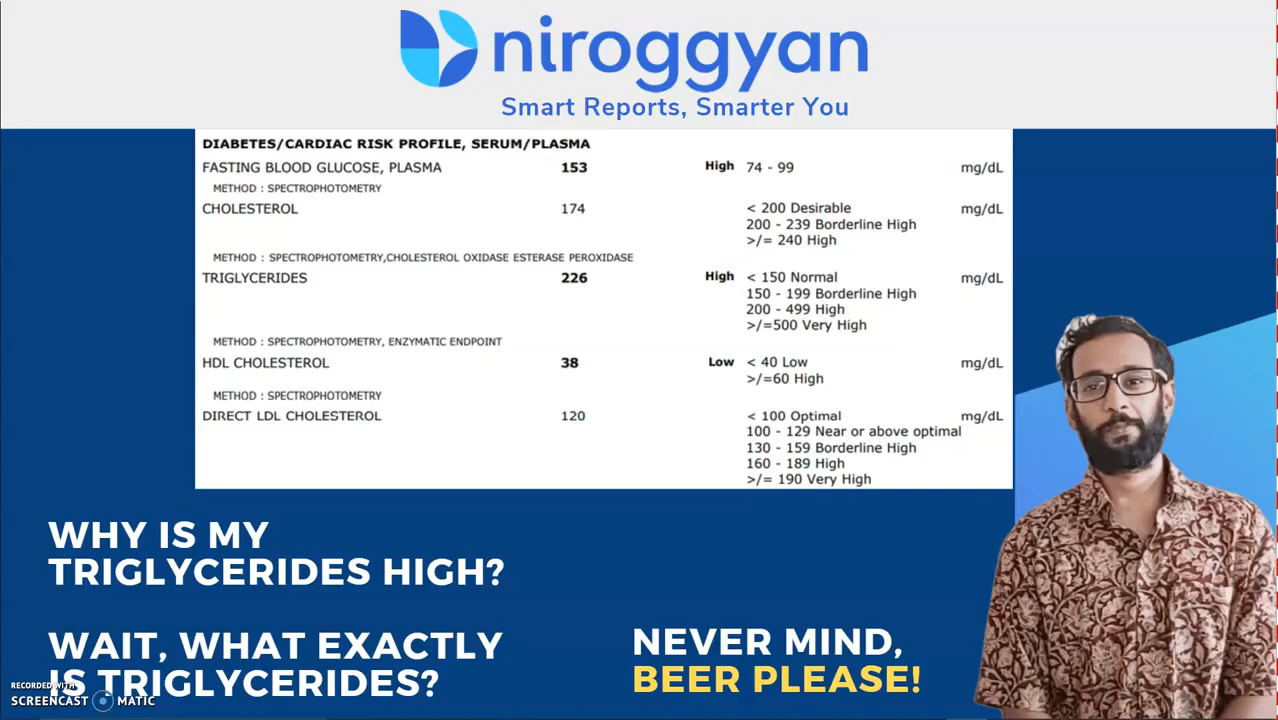 niroggyan
Smart Reports, Smarter You
DIABETES/CARDIAC RISK PROFILE, SERUM/PLASMA
FASTING BLOOD GLUCOSE, PLASMA 153 High 74 - 99 mg/dL
METHOD : SPECTROPHOTOMETRY
CHOLESTEROL 174 < 200 Desirable mg/dL
200 - 239 Borderline High
>/= 240 High
METHOD : SPECTROPHOTOMETRY,CHOLESTEROL OXIDASE ESTERASE PEROXIDASE
TRIGLYCERIDES 226 High < 150 Normal mg/dL
150 - 199 Borderline High
200 - 499 High
>/=500 Very High
METHOD : SPECTROPHOTOMETRY, ENZYMATIC ENDPOINT
HDL CHOLESTEROL 38 Low < 40 Low mg/dL
>/=60 High
METHOD : SPECTROPHOTOMETRY
DIRECT LDL CHOLESTEROL 120 < 100 Optimal mg/dL
100 - 129 Near or above optimal
130 - 159 Borderline High
160 - 189 High
>/= 190 Very High
WHY IS MY
TRIGLYCERIDES HIGH?
WAIT, WHAT EXACTLY
IS TRIGLYCERIDES?
NEVER MIND,
BEER PLEASE!
RECORDED WITH
SCREENCAST MATIC